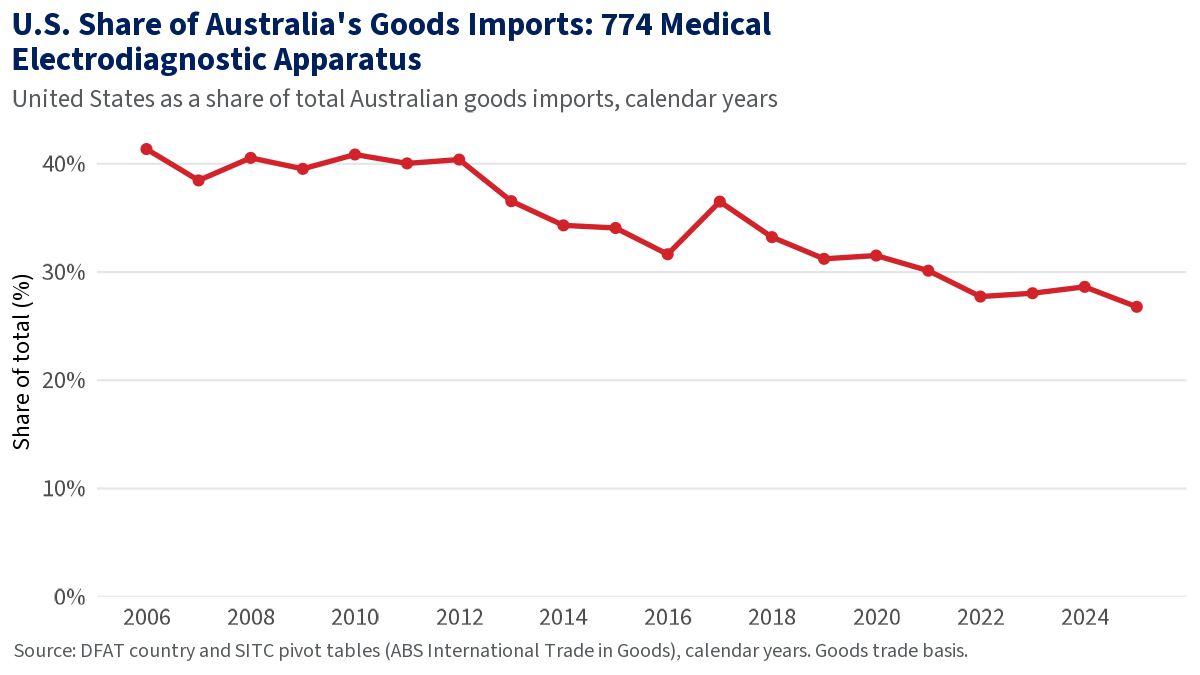 U.S. Share of Australia's Goods Imports: 774 Medical
Electrodiagnostic Apparatus
United States as a share of total Australian goods imports, calendar years
Share of total (%)
40%
30%
20%
10%
0%
2006 2008 2010 2012 2014 2016 2018 2020 2022 2024
Source: DFAT country and SITC pivot tables (ABS International Trade in Goods), calendar years. Goods trade basis.